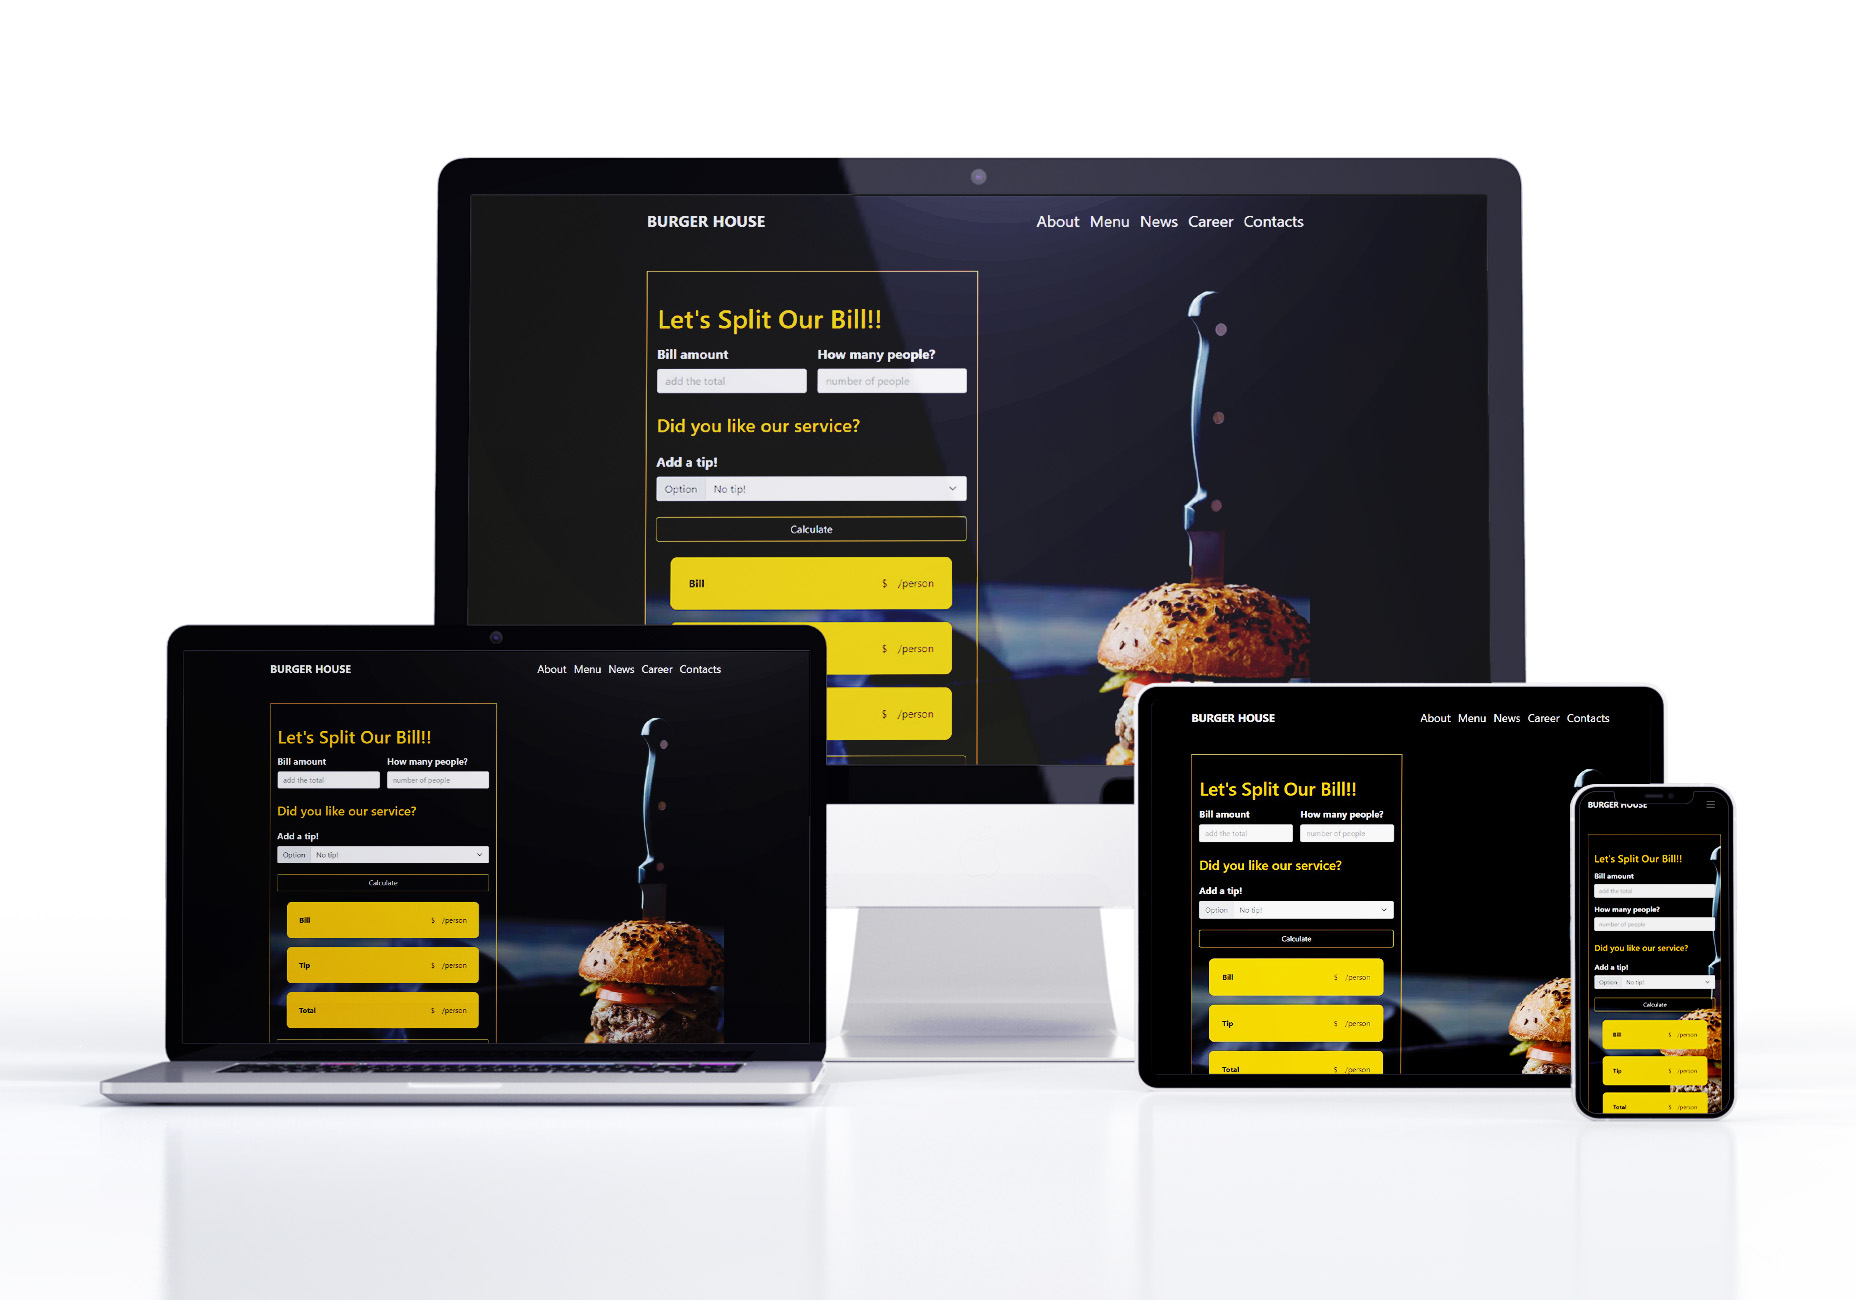 BURGER HOUSE
About Menu News Career Contacts
Let's Split Our Bill!!
Bill amount How many people?
add the total number of people
Did you like our service?
Add a tip!
Option No tip!
Calculate
Bill $ /person
$ /person
$ /person
BURGER HOUSE
About Menu News Career Contacts
Let's Split Our Bill!!
Bill amount How many people?
add the total number of people
Did you like our service?
Add a tip!
Option No tip!
Calculate
Bill $ /person
Tip $ /person
Total $ /person
BURGER HOUSE
About Menu News Career Contacts
Let's Split Our Bill!!
Bill amount How many people?
add the total number of people
Did you like our service?
Add a tip!
Option No tip!
Calculate
Bill $ /person
Tip $ /person
Total $ /person
BURGER HOUSE
Let's Split Our Bill!!
Bill amount
add the total
How many people?
number of people
Did you like our service?
Add a tip!
Option No tip!
Calculate
Bill $ /person
Tip $ /person
Total $ /person